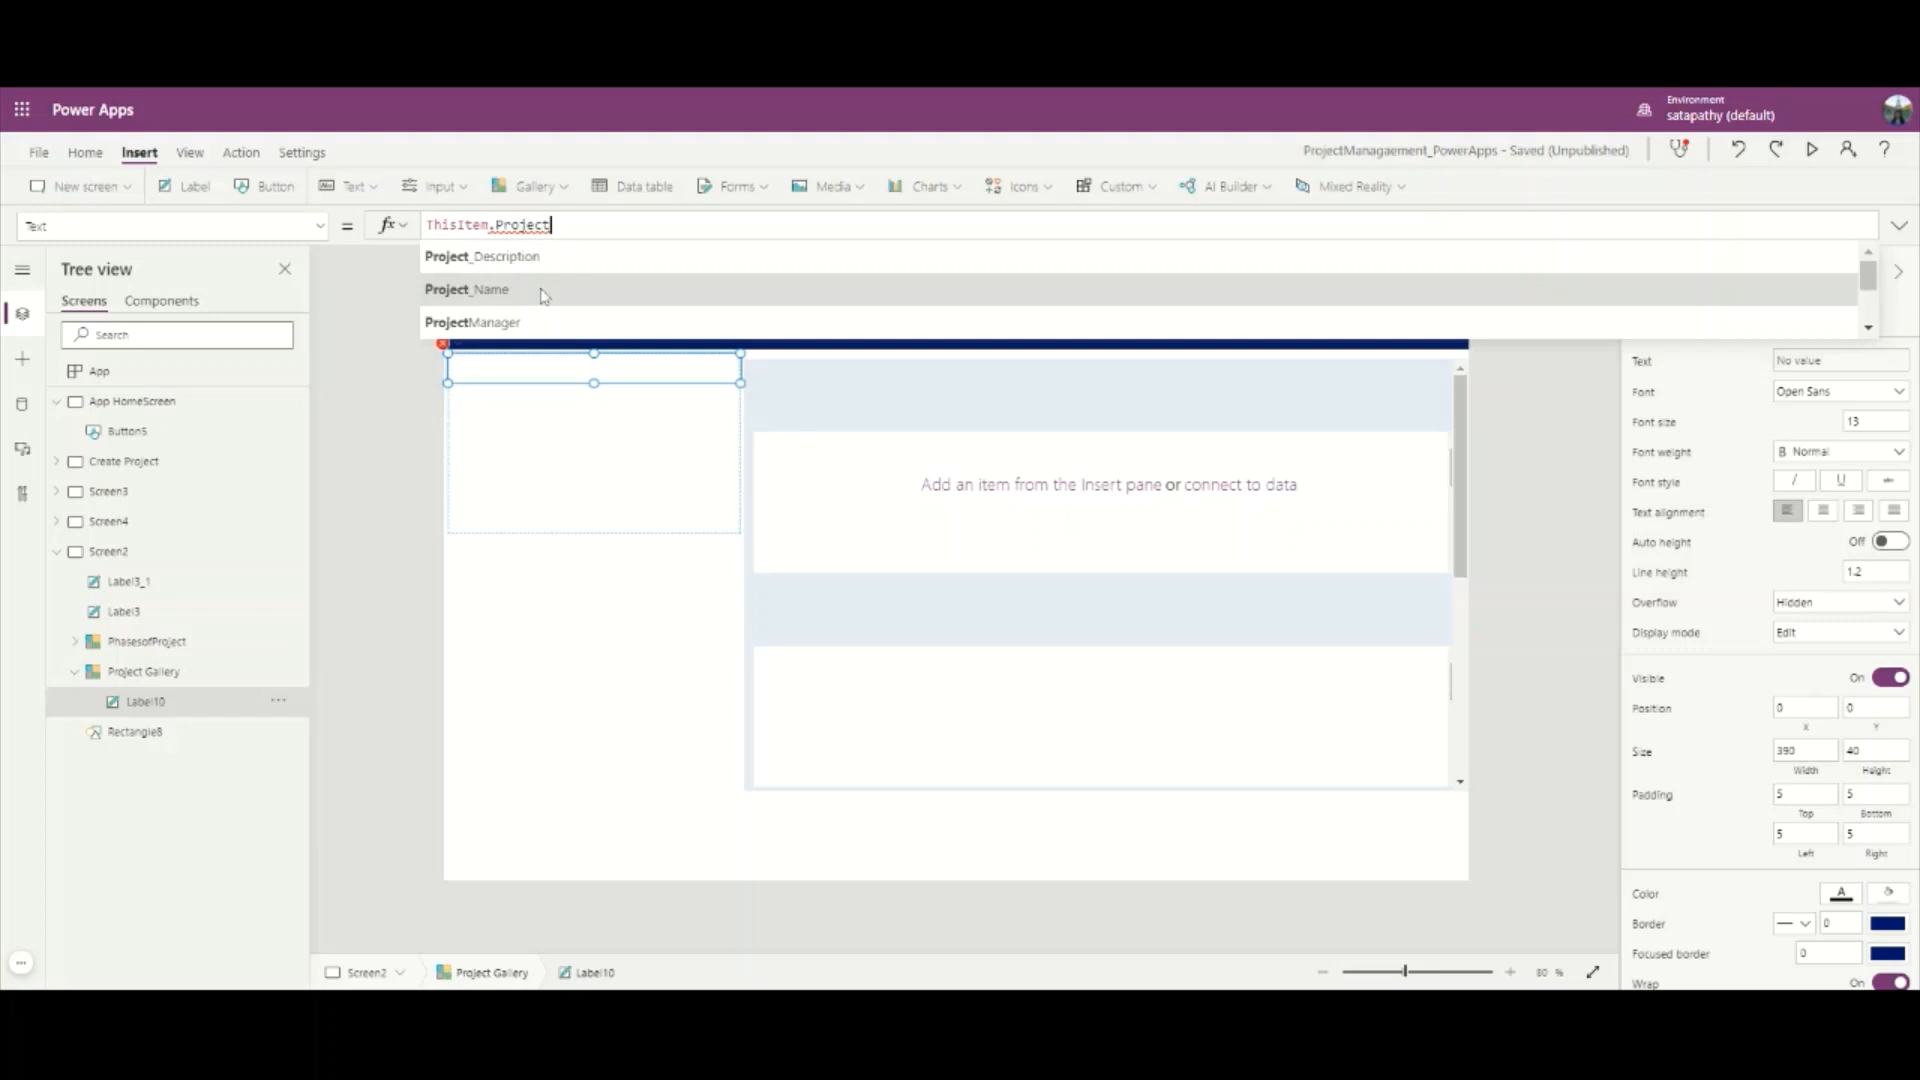 Power Apps
Environment
satapathy (default)
File Home Insert View Action Settings
ProjectManagaement_PowerApps - Saved (Unpublished)
New screen Label Button Text Input Gallery Data table Forms Media Charts Icons Custom AI Builder Mixed Reality
Text = fx ThisItem.Project
Project_Description
Project_Name
ProjectManager
Tree view
Screens Components
Search
App
App HomeScreen
Button5
Create Project
Screen3
Screen4
Screen2
Label3_1
Label3
PhasesofProject
Project Gallery
Label10
Rectangle8
Add an item from the Insert pane or connect to data
Text No value
Font Open Sans
Font size 13
Font weight B Normal
Font style / U abc
Text alignment
Auto height Off
Line height 1.2
Overflow Hidden
Display mode Edit
Visible On
Position 0 0
X Y
Size 390 40
Width Height
Padding 5 5
Top Bottom
5 5
Left Right
Color A
Border 0
Focused border 0
Wrap On
Screen2 Project Gallery Label10
80 %